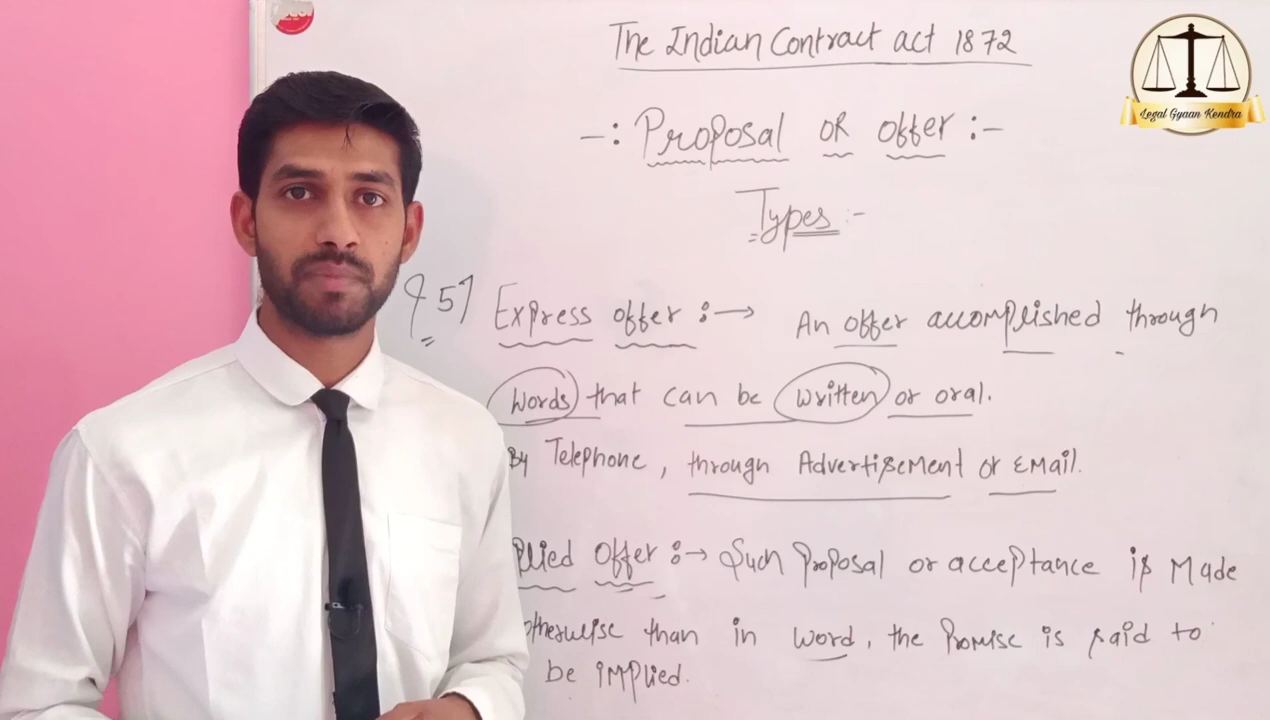 The Indian Contract act 1872
Legal Gyaan Kendra
-: Proposal or offer :-
Types :-
Express offer :→ An offer accomplished through
words that can be written or oral.
By Telephone, through Advertisement or Email.
plied offer :→ Such Proposal or acceptance is Made
otherwise than in word, the Promise is said to
be implied.